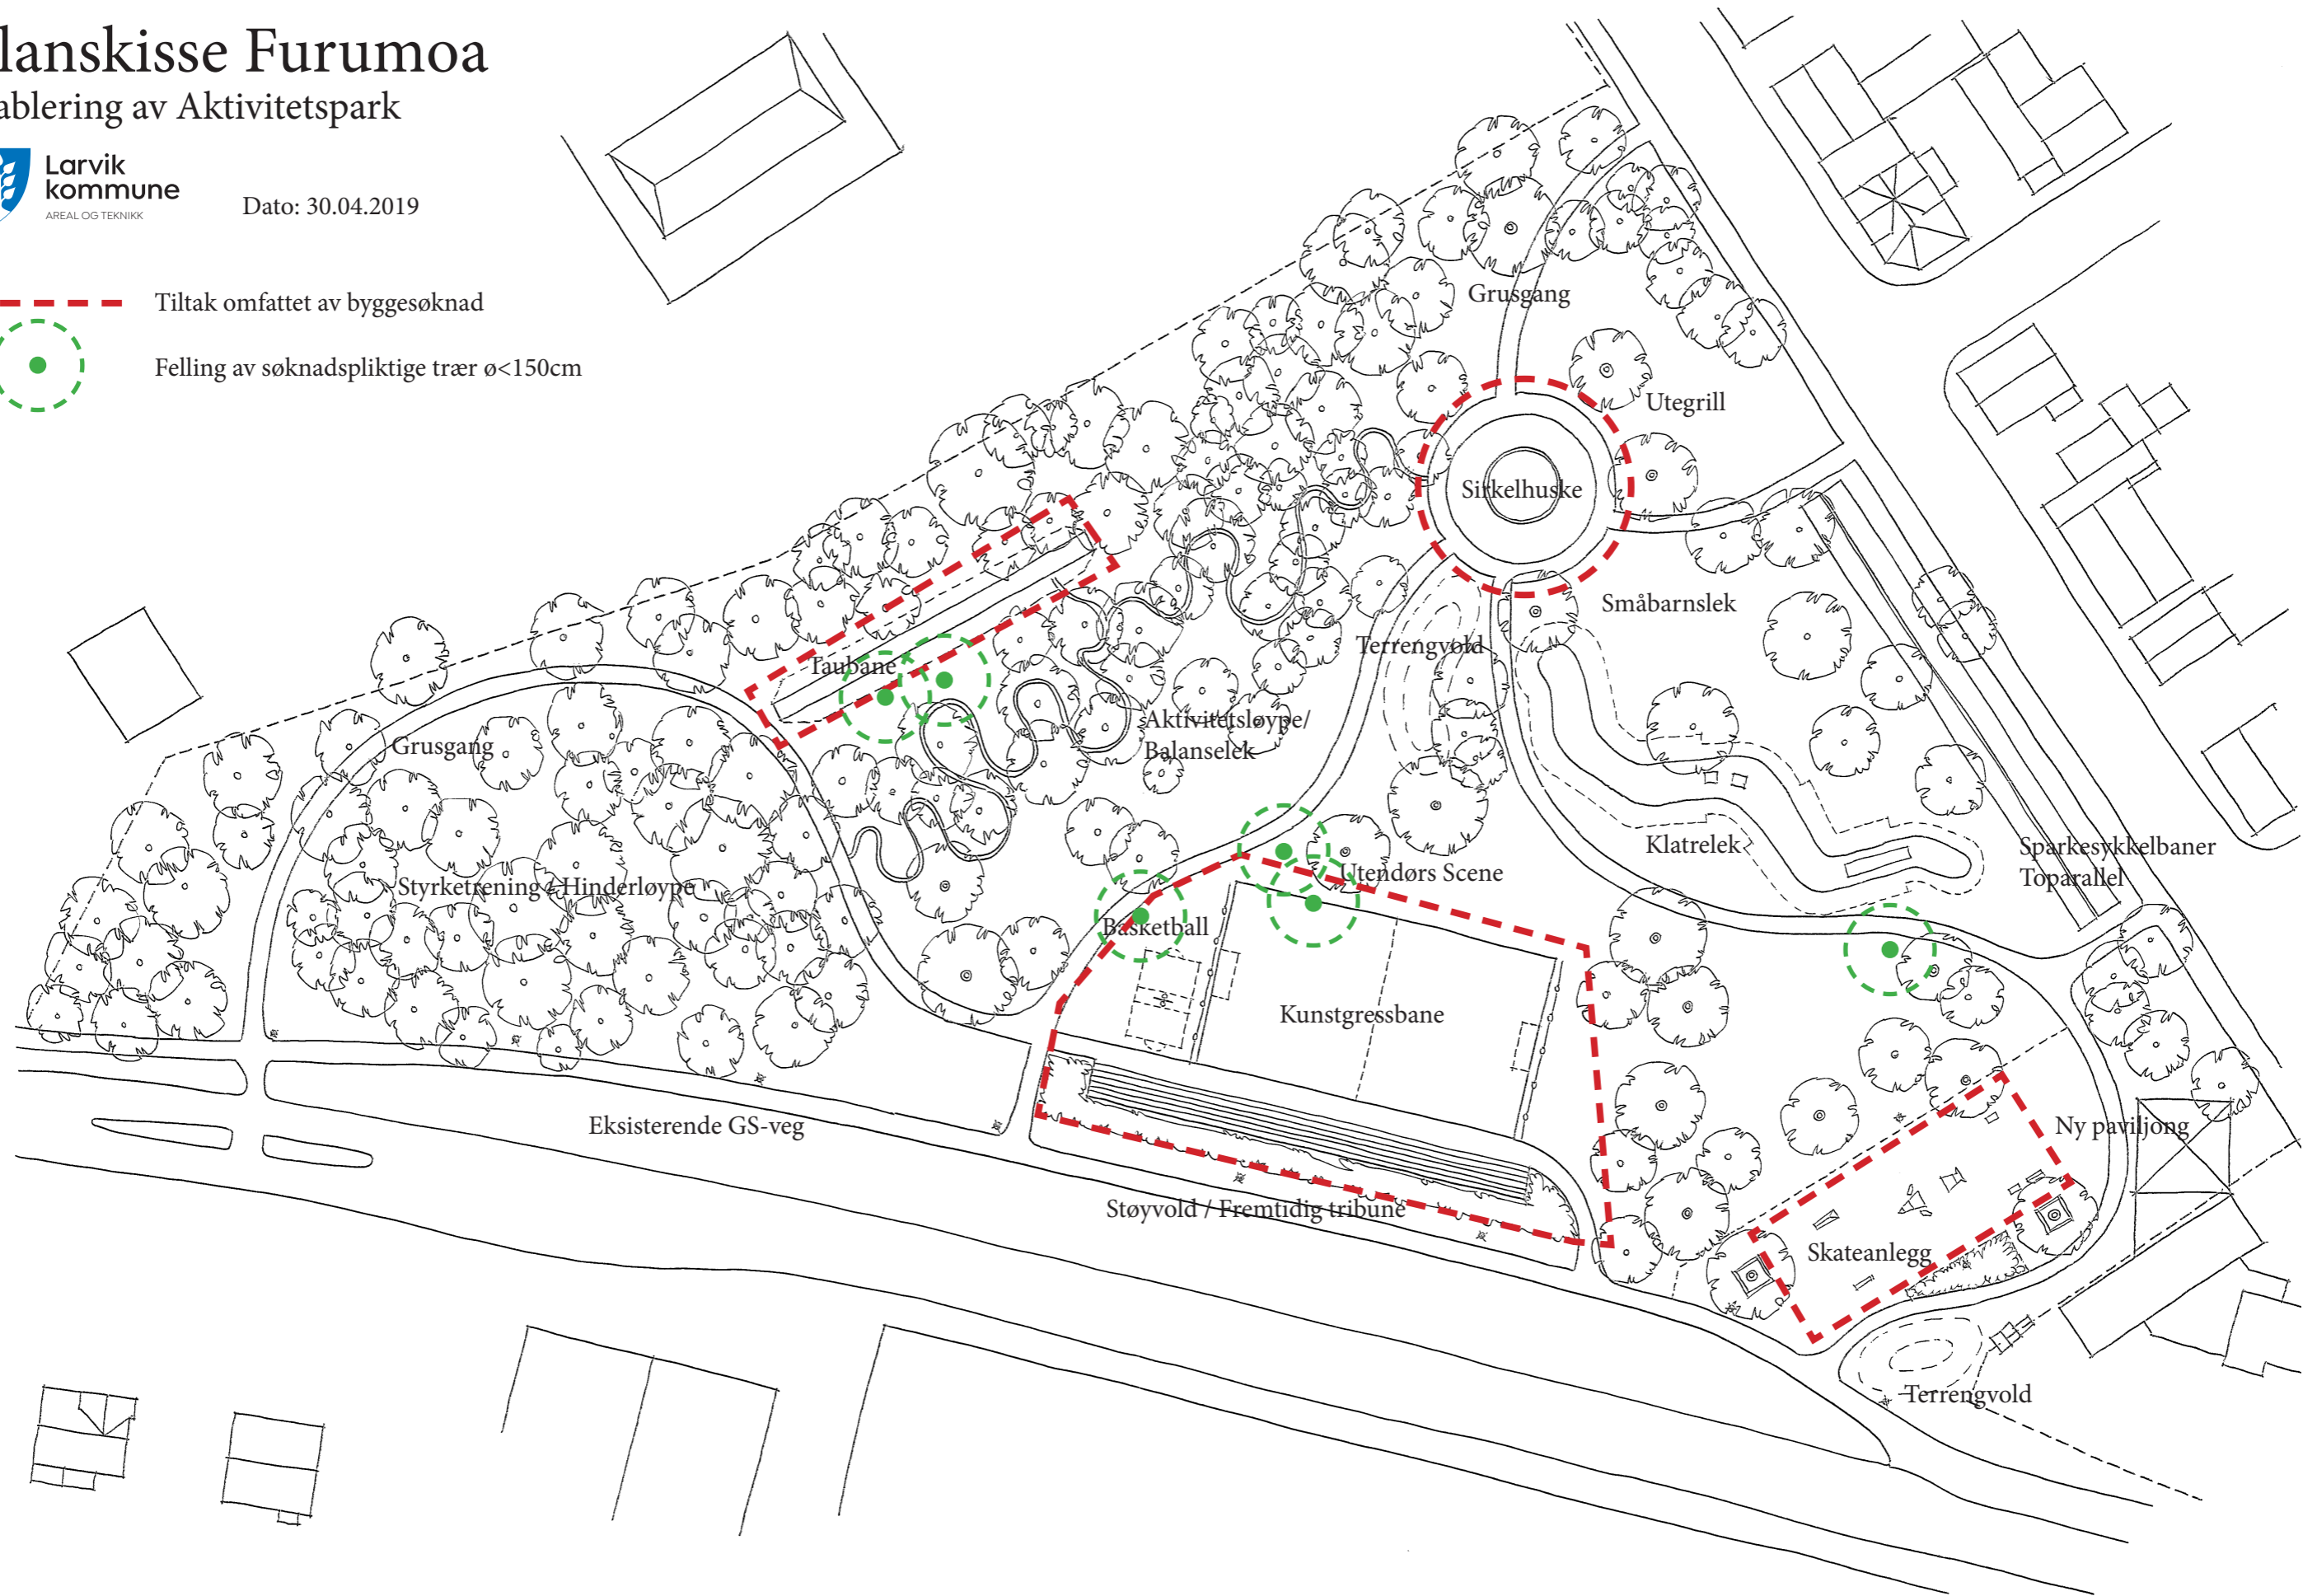 lanskisse Furumoa
ablering av Aktivitetspark
Larvik
kommune
AREAL OG TEKNIKK
Dato: 30.04.2019
Tiltak omfattet av byggesøknad
Felling av søknadspliktige trær ø<150cm
Grusgang
Utegrill
Sirkelhuske
Småbarnslek
Terrengvold
Taubane
Aktivitetsløype/
Balanselek
Grusgang
Klatrelek
Sparkesykkelbaner
Toparallel
Utendørs Scene
Styrketrening / Hinderløype
Basketball
Kunstgressbane
Eksisterende GS-veg
Ny paviljong
Støyvold / Fremtidig tribune
Skateanlegg
Terrengvold